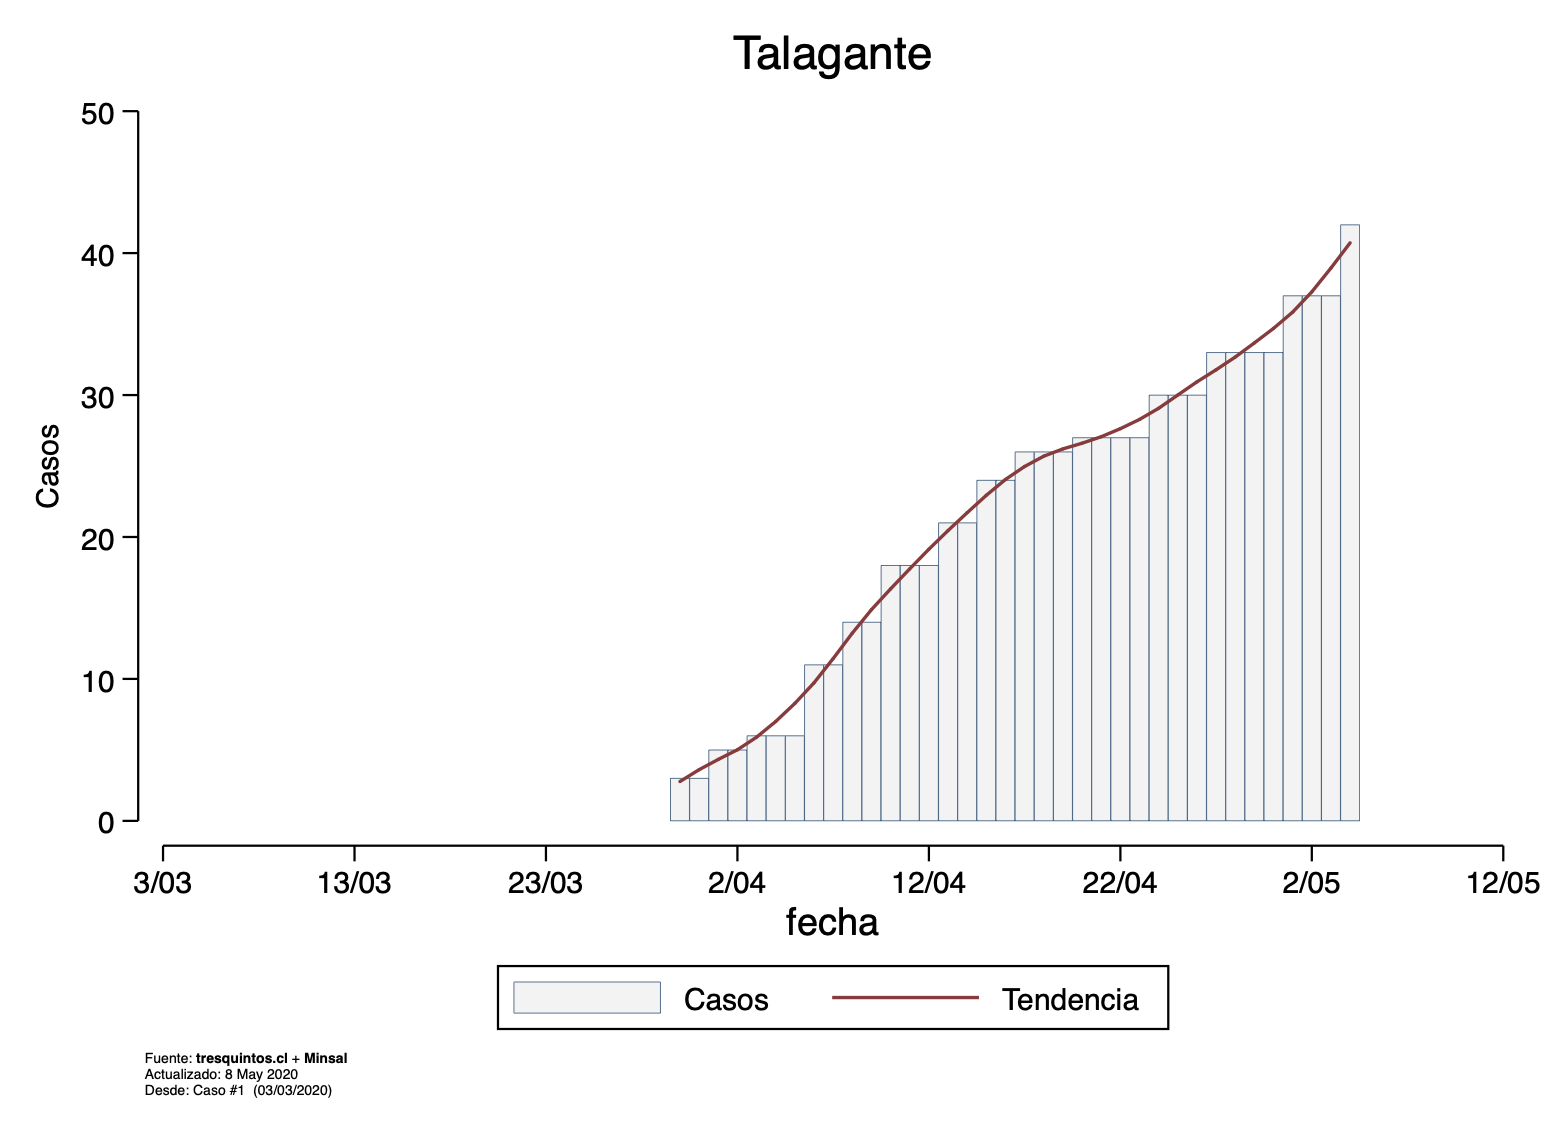 Talagante
50
40
30
20
10
0
Casos
3/03 13/03 23/03 2/04 12/04 22/04 2/05 12/05
fecha
Casos Tendencia
Fuente: tresquintos.cl + Minsal
Actualizado: 8 May 2020
Desde: Caso #1 (03/03/2020)